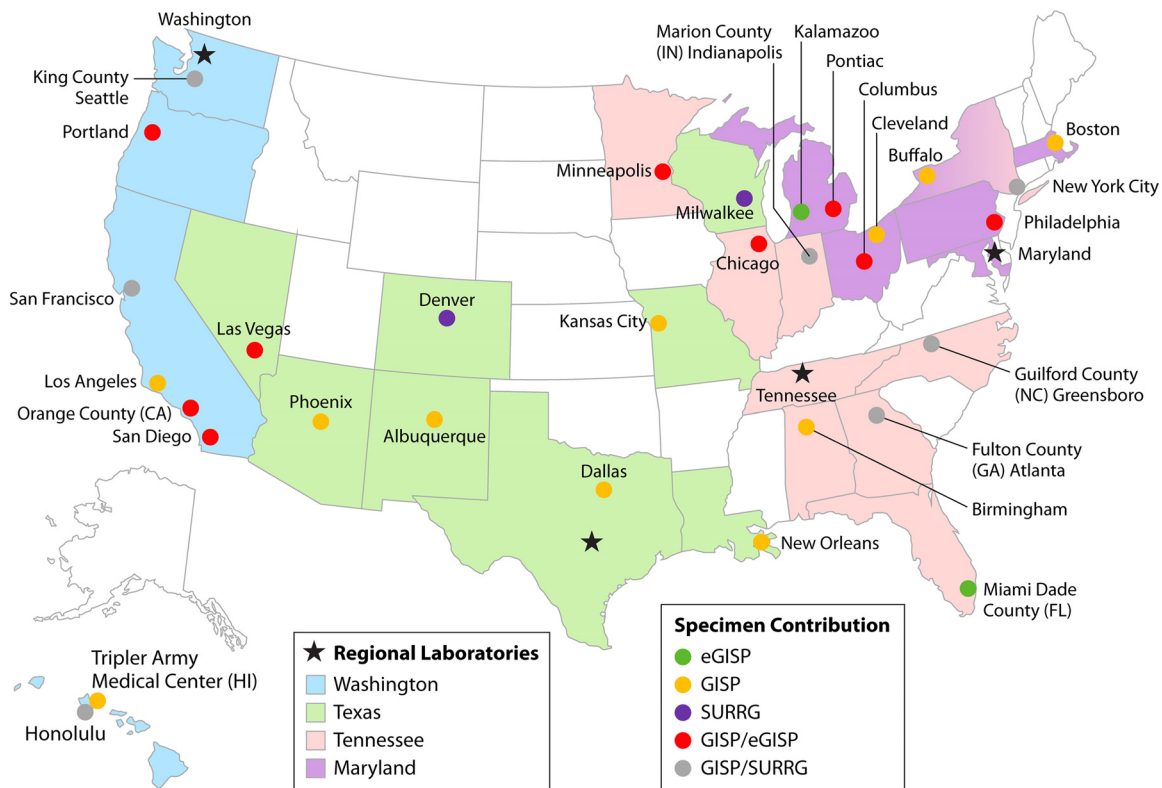 Washington
King County
Seattle
Portland
San Francisco
Los Angeles
Orange County (CA)
San Diego
Las Vegas
Phoenix
Denver
Albuquerque
Dallas
New Orleans
Kansas City
Minneapolis
Milwalkee
Chicago
Marion County
(IN) Indianapolis
Kalamazoo
Pontiac
Columbus
Cleveland
Buffalo
Boston
New York City
Philadelphia
Maryland
Tennessee
Guilford County
(NC) Greensboro
Fulton County
(GA) Atlanta
Birmingham
Miami Dade
County (FL)
Tripler Army
Medical Center (HI)
Honolulu
Regional Laboratories
Washington
Texas
Tennessee
Maryland
Specimen Contribution
eGISP
GISP
SURRG
GISP/eGISP
GISP/SURRG